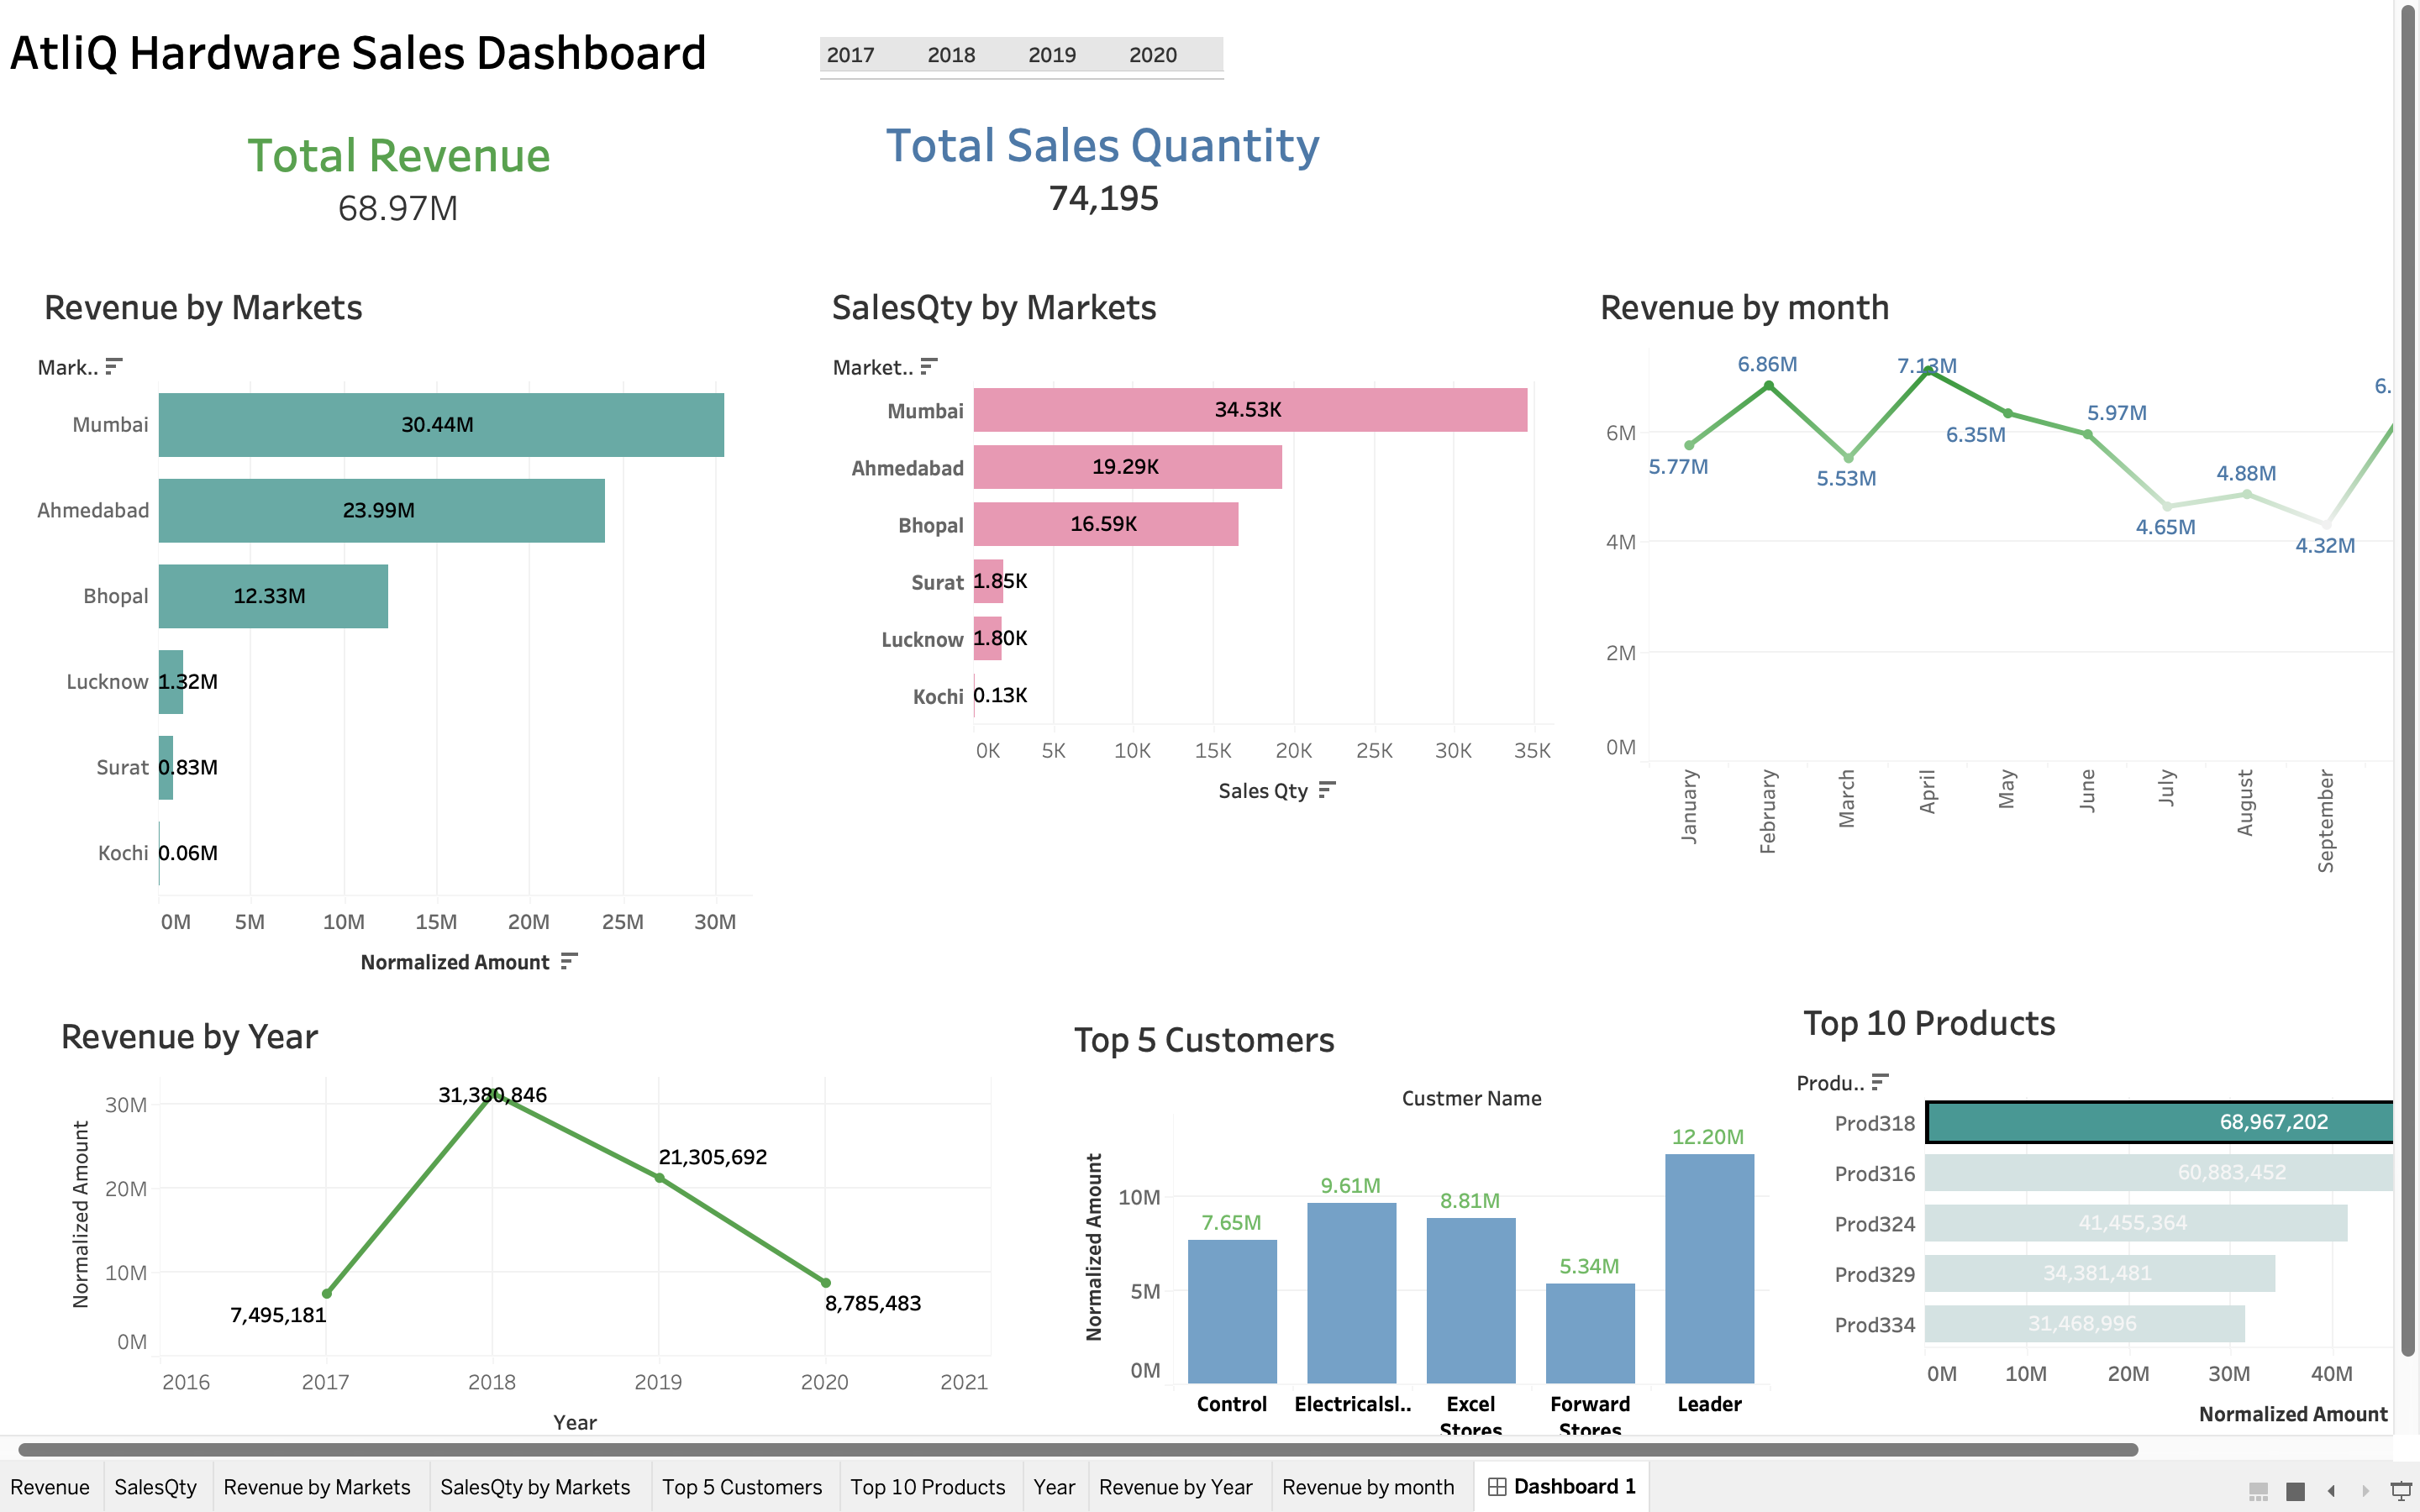 AtliQ Hardware Sales Dashboard
2017 2018 2019 2020
Total Revenue
68.97M
Total Sales Quantity
74,195
Revenue by Markets
Mark..
Mumbai 30.44M
Ahmedabad 23.99M
Bhopal 12.33M
Lucknow 1.32M
Surat 0.83M
Kochi 0.06M
0M 5M 10M 15M 20M 25M 30M
Normalized Amount
SalesQty by Markets
Market..
Mumbai 34.53K
Ahmedabad 19.29K
Bhopal 16.59K
Surat 1.85K
Lucknow 1.80K
Kochi 0.13K
0K 5K 10K 15K 20K 25K 30K 35K
Sales Qty
Revenue by month
6M
4M
2M
0M
5.77M
6.86M
5.53M
7.13M
6.35M
5.97M
4.65M
4.88M
4.32M
6.
January
February
March
April
May
June
July
August
September
Revenue by Year
Normalized Amount
30M
20M
10M
0M
7,495,181
31,380,846
21,305,692
8,785,483
2016 2017 2018 2019 2020 2021
Year
Top 5 Customers
Custmer Name
Normalized Amount
10M
5M
0M
7.65M
9.61M
8.81M
5.34M
12.20M
Control
Electricalsl..
Excel
Stores
Forward
Stores
Leader
Top 10 Products
Produ..
Prod318 68,967,202
Prod316 60,883,452
Prod324 41,455,364
Prod329 34,381,481
Prod334 31,468,996
0M 10M 20M 30M 40M
Normalized Amount
Revenue SalesQty Revenue by Markets SalesQty by Markets Top 5 Customers Top 10 Products Year Revenue by Year Revenue by month Dashboard 1